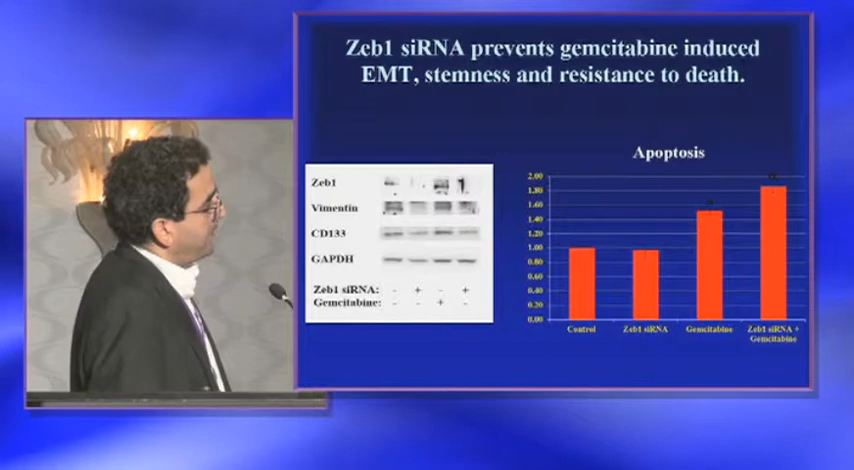 Zeb1 siRNA prevents gemcitabine induced
EMT, stemness and resistance to death.
Zeb1
Vimentin
CD133
GAPDH
Zeb1 siRNA: - + - +
Gemcitabine: - - + -
Apoptosis
2.00
1.80
1.60
1.40
1.20
1.00
0.80
0.60
0.40
0.20
0.00
Control
Zeb1 siRNA
Gemcitabine
Zeb1 siRNA +
Gemcitabine